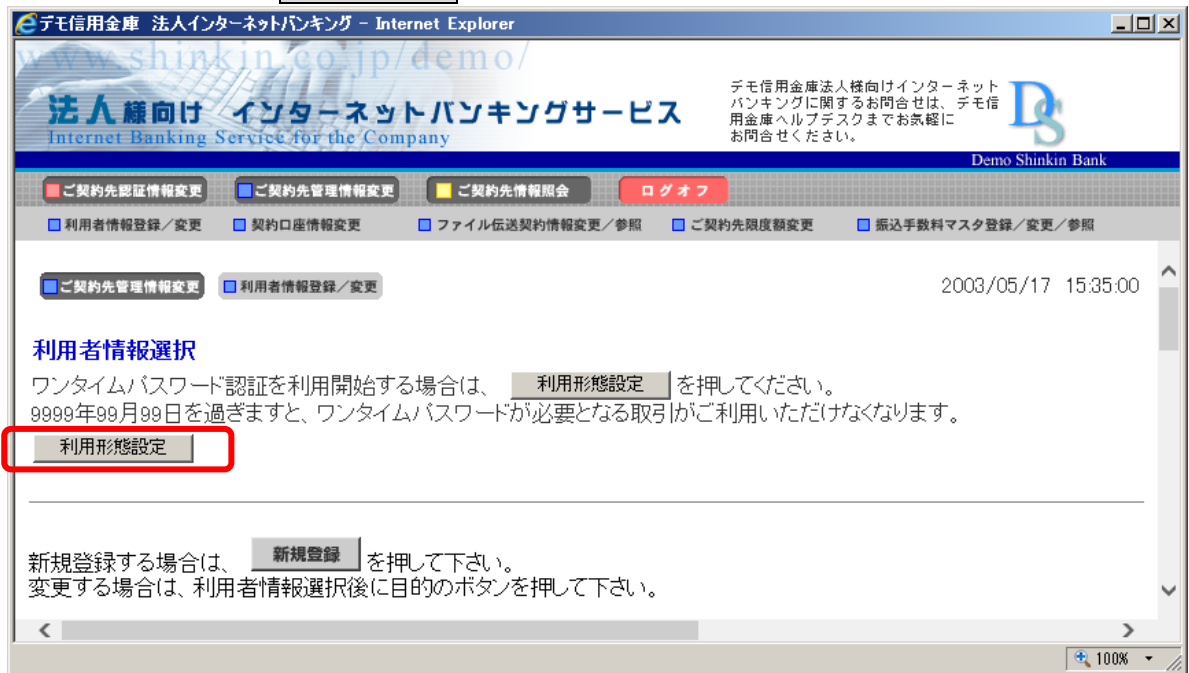 デモ信用金庫 法人インターネットバンキング - Internet Explorer
www.shinkin.co.jp/demo/
法人様向け インターネットバンキングサービス
Internet Banking Service for the Company
デモ信用金庫法人様向けインターネット
バンキングに関するお問合せは、デモ信
用金庫ヘルプデスクまでお気軽に
お問合せください。
DS
Demo Shinkin Bank
ご契約先認証情報変更 ご契約先管理情報変更 ご契約先情報照会 ログオフ
利用者情報登録／変更 契約口座情報変更 ファイル伝送契約情報変更／参照 ご契約先限度額変更 振込手数料マスタ登録／変更／参照
ご契約先管理情報変更 利用者情報登録／変更 2003/05/17 15:35:00
利用者情報選択
ワンタイムパスワード認証を利用開始する場合は、 利用形態設定 を押してください。
9999年99月99日を過ぎますと、ワンタイムパスワードが必要となる取引がご利用いただけなくなります。
利用形態設定
新規登録する場合は、 新規登録 を押して下さい。
変更する場合は、利用者情報選択後に目的のボタンを押して下さい。
100%